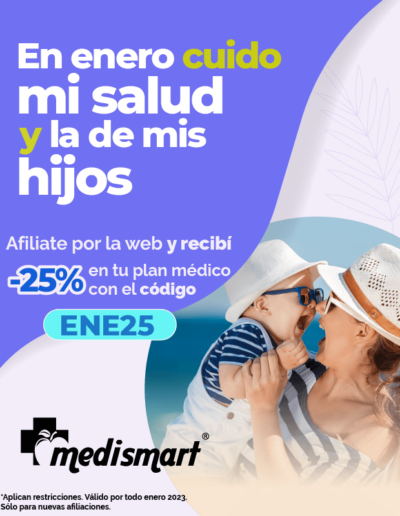 En enero cuido
mi salud
y la de mis
hijos
Afiliate por la web y recibí
-25% en tu plan médico
con el código
ENE25
medismart®
*Aplican restricciones. Válido por todo enero 2023.
Sólo para nuevas afiliaciones.